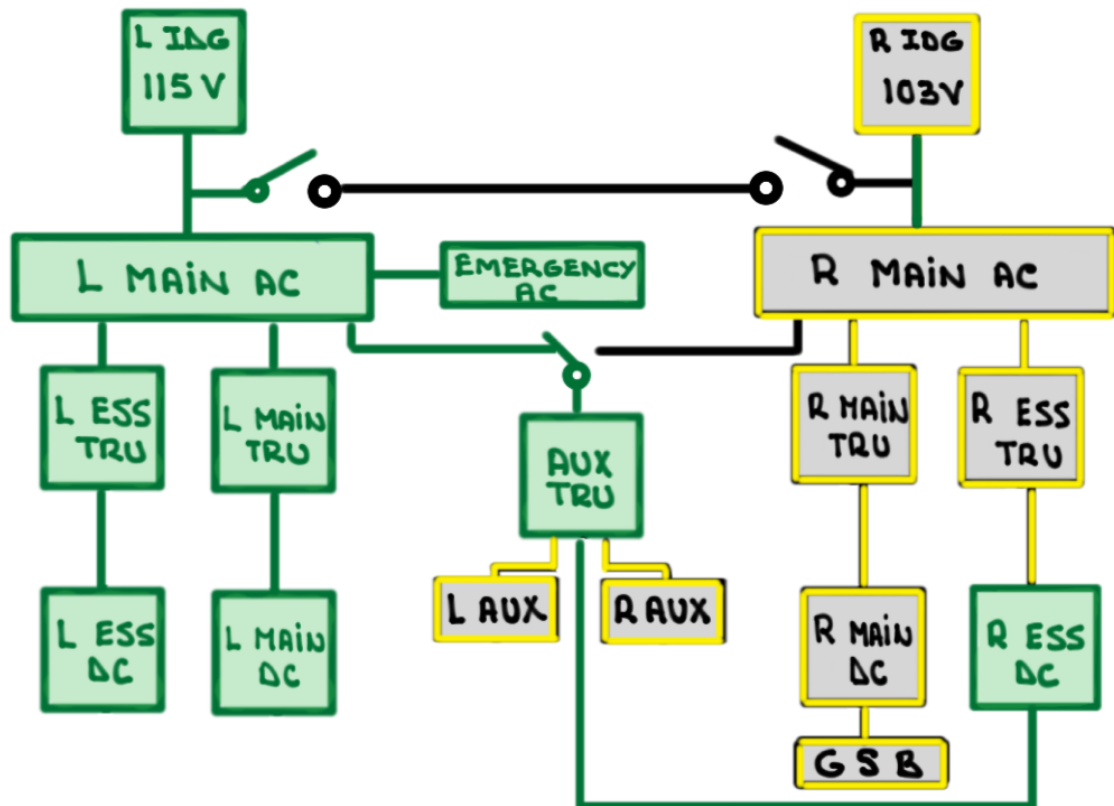 L IDG
115 V
R IDG
103V
L MAiN AC
EMERGENCY
AC
R MAiN AC
L ESS
TRU
L MAiN
TRU
AUX
TRU
R MAiN
TRU
R ESS
TRU
L AUX
R AUX
L ESS
DC
L MAiN
DC
R MAiN
DC
R ESS
DC
GSB